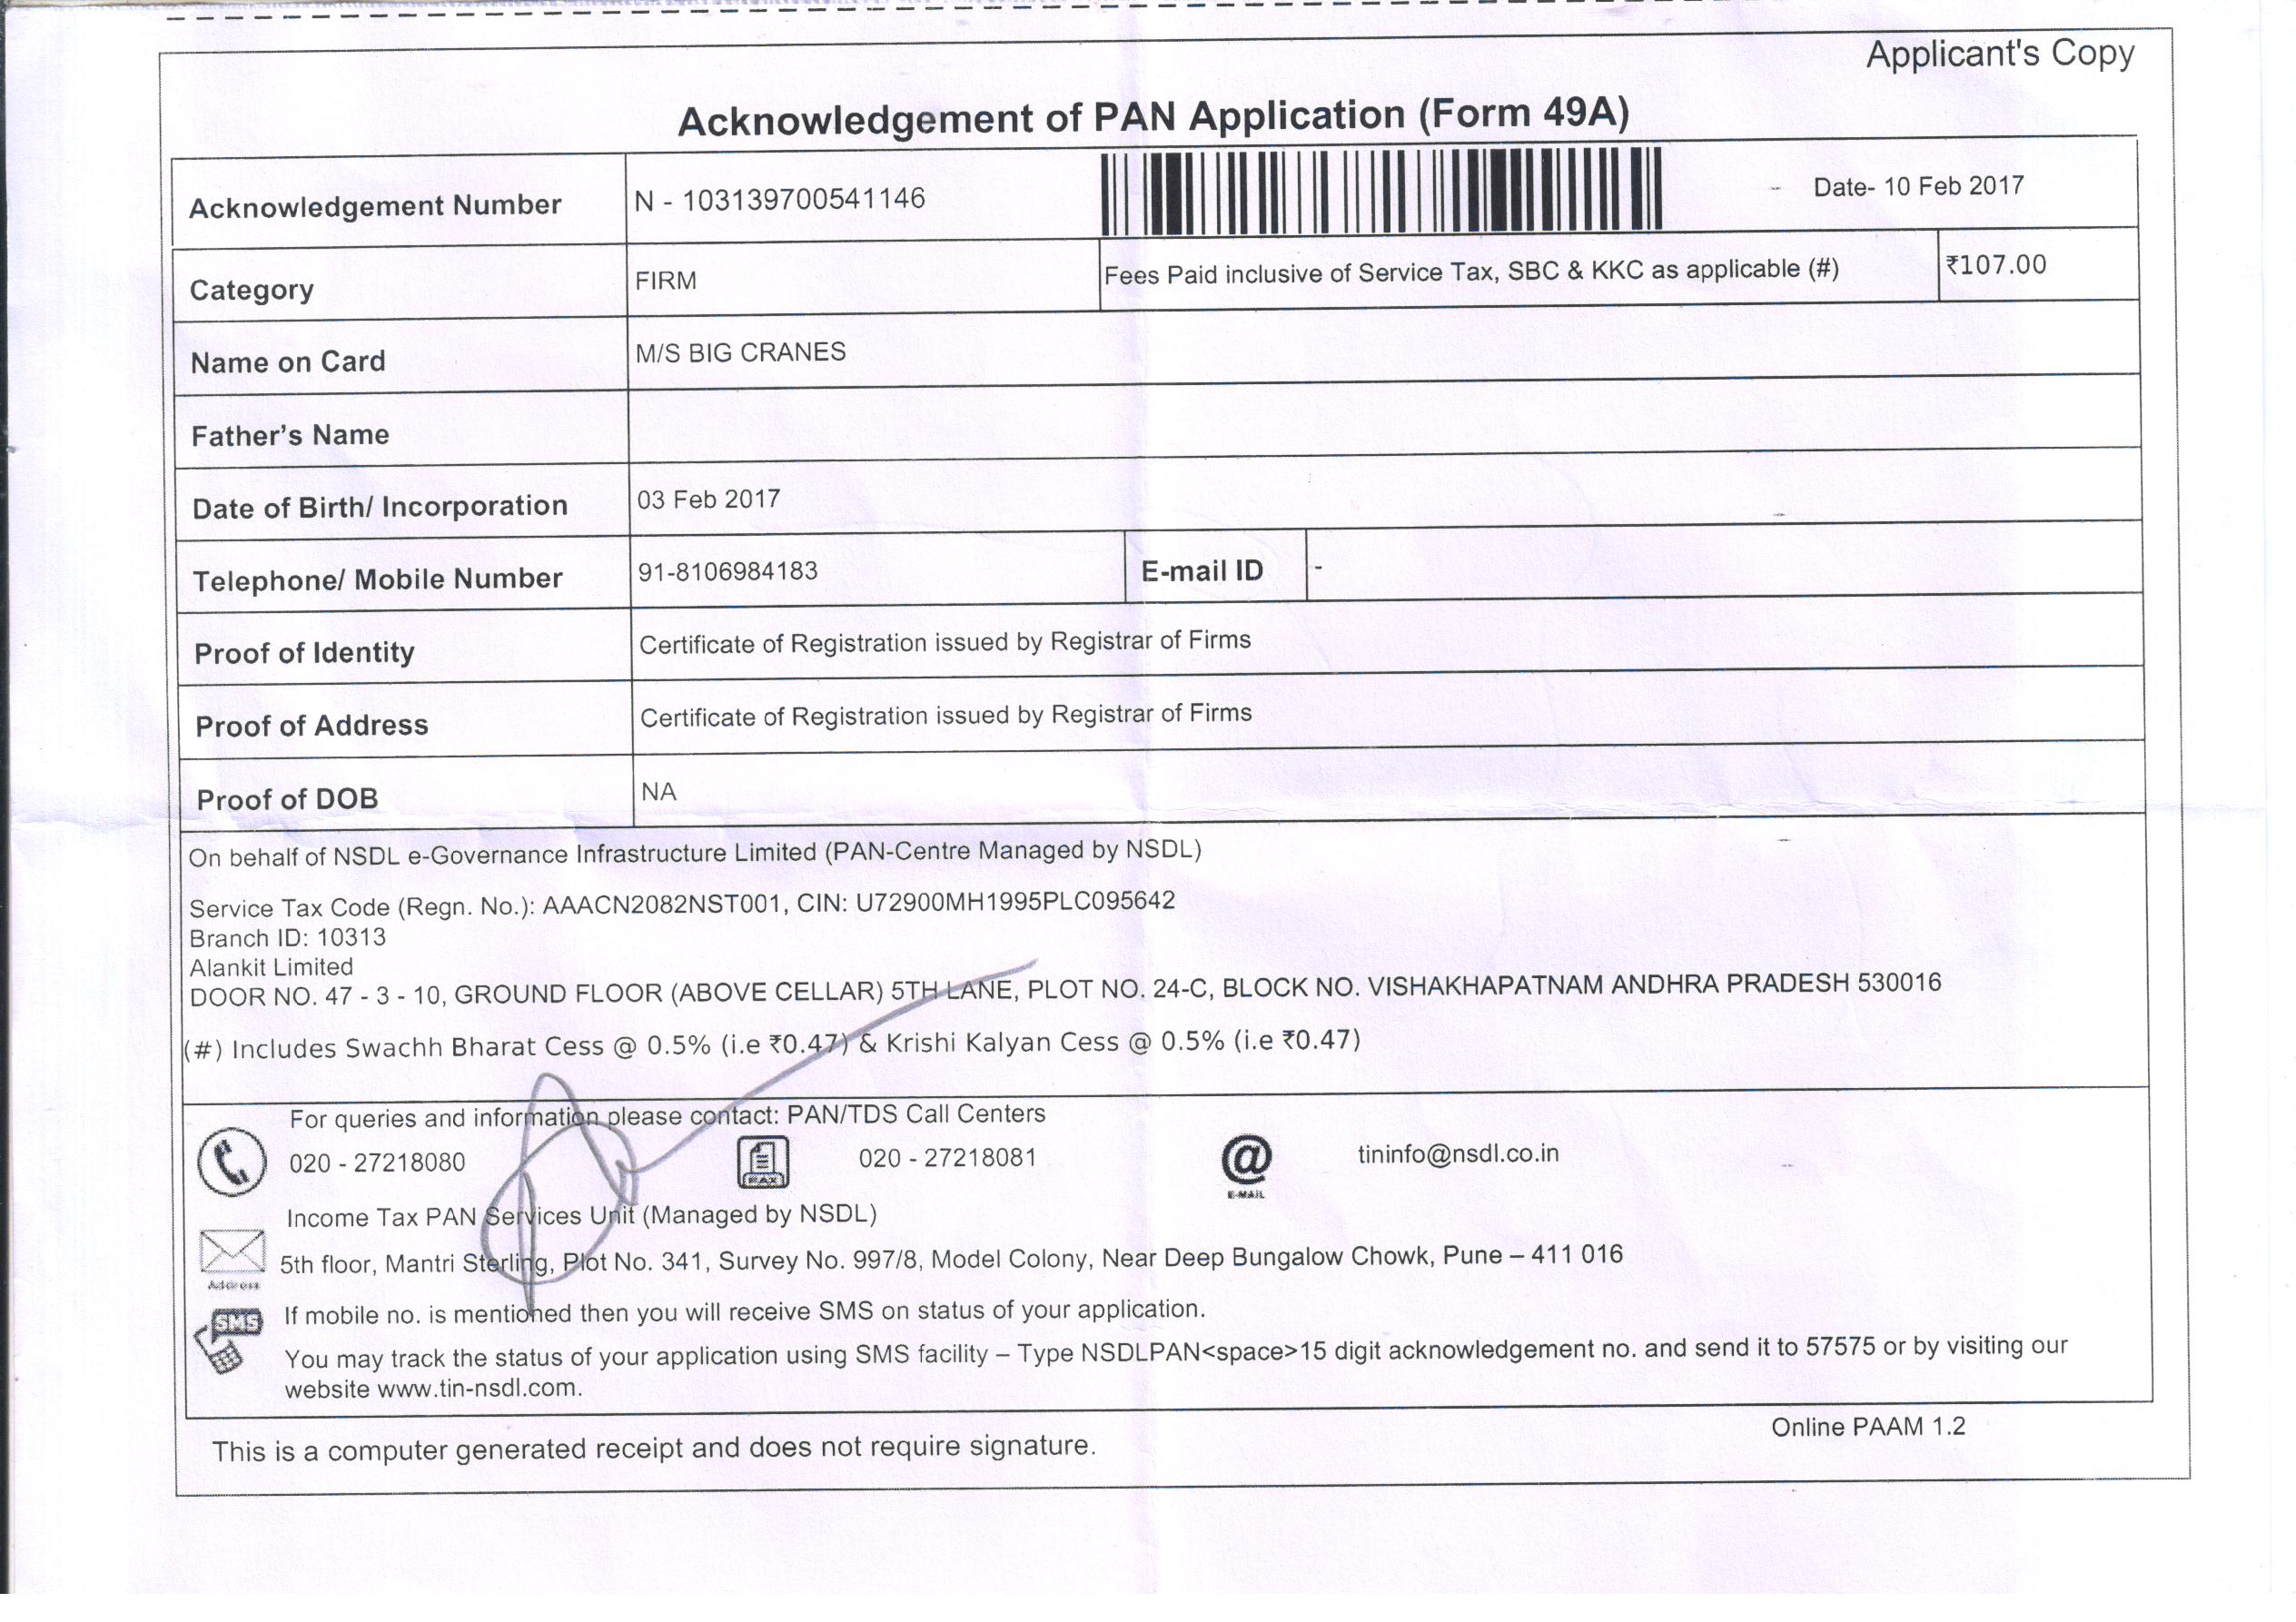 Applicant's Copy
Acknowledgement of PAN Application (Form 49A)
Acknowledgement Number N - 103139700541146 Date- 10 Feb 2017
Category FIRM Fees Paid inclusive of Service Tax, SBC & KKC as applicable (#) ₹107.00
Name on Card M/S BIG CRANES
Father's Name
Date of Birth/ Incorporation 03 Feb 2017
Telephone/ Mobile Number 91-8106984183 E-mail ID -
Proof of Identity Certificate of Registration issued by Registrar of Firms
Proof of Address Certificate of Registration issued by Registrar of Firms
Proof of DOB NA
On behalf of NSDL e-Governance Infrastructure Limited (PAN-Centre Managed by NSDL)
Service Tax Code (Regn. No.): AAACN2082NST001, CIN: U72900MH1995PLC095642
Branch ID: 10313
Alankit Limited
DOOR NO. 47 - 3 - 10, GROUND FLOOR (ABOVE CELLAR) 5TH LANE, PLOT NO. 24-C, BLOCK NO. VISHAKHAPATNAM ANDHRA PRADESH 530016
(#) Includes Swachh Bharat Cess @ 0.5% (i.e ₹0.47) & Krishi Kalyan Cess @ 0.5% (i.e ₹0.47)
For queries and information please contact: PAN/TDS Call Centers
020 - 27218080 FAX 020 - 27218081 @ E-MAIL tininfo@nsdl.co.in
Income Tax PAN Services Unit (Managed by NSDL)
Address 5th floor, Mantri Sterling, Plot No. 341, Survey No. 997/8, Model Colony, Near Deep Bungalow Chowk, Pune – 411 016
SMS If mobile no. is mentioned then you will receive SMS on status of your application.
You may track the status of your application using SMS facility – Type NSDLPAN<space>15 digit acknowledgement no. and send it to 57575 or by visiting our
website www.tin-nsdl.com.
Online PAAM 1.2
This is a computer generated receipt and does not require signature.